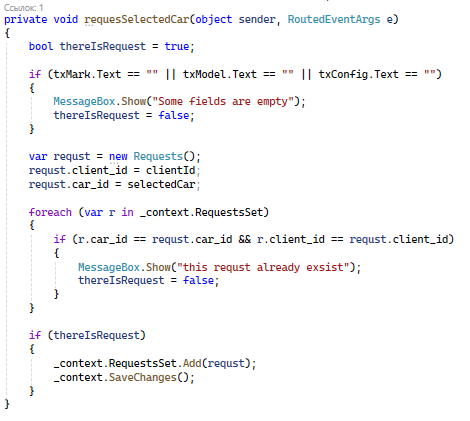 Ссылок: 1
private void requesSelectedCar(object sender, RoutedEventArgs e)
{
bool thereIsRequest = true;
if (txMark.Text == "" || txModel.Text == "" || txConfig.Text == "")
{
MessageBox.Show("Some fields are empty");
thereIsRequest = false;
}
var requst = new Requests();
requst.client_id = clientId;
requst.car_id = selectedCar;
foreach (var r in _context.RequestsSet)
{
if (r.car_id == requst.car_id && r.client_id == requst.client_id)
{
MessageBox.Show("this requst already exsist");
thereIsRequest = false;
}
}
if (thereIsRequest)
{
_context.RequestsSet.Add(requst);
_context.SaveChanges();
}
}